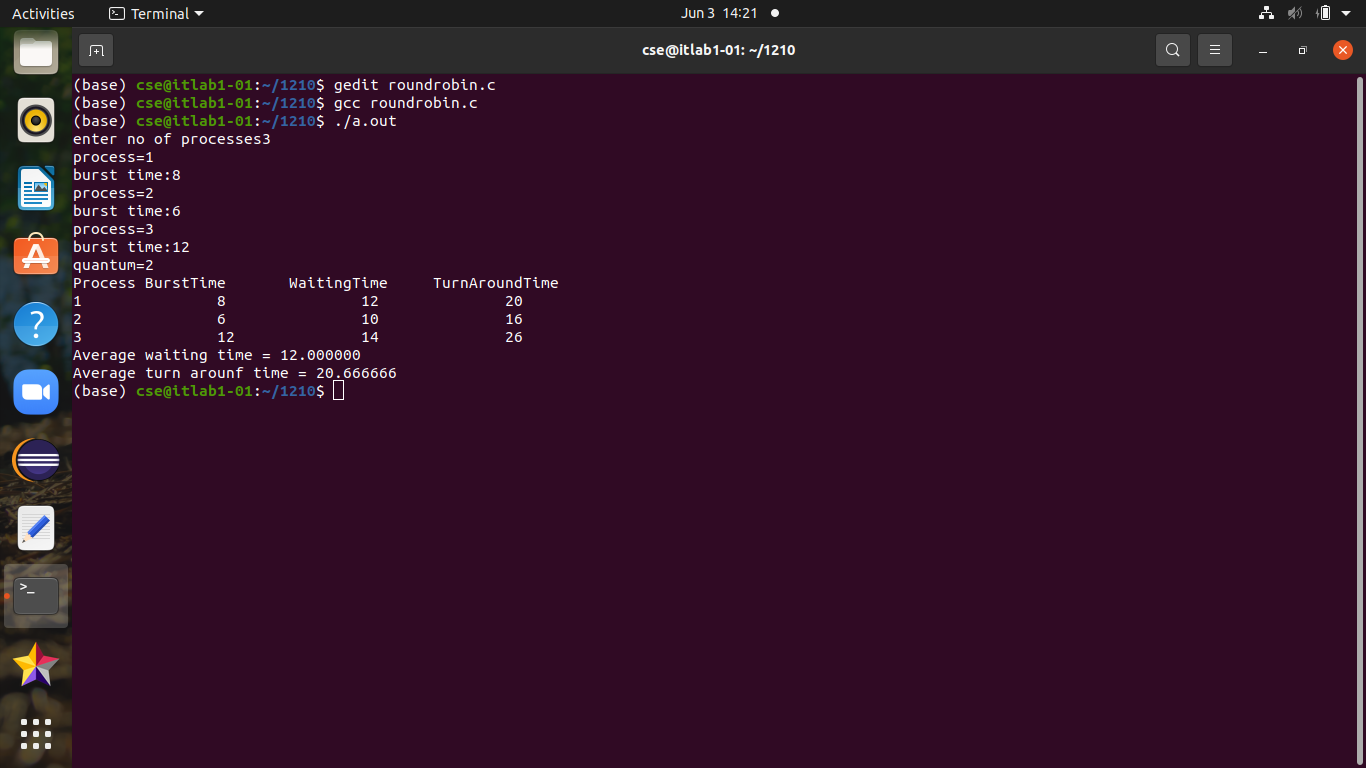 Activities Terminal Jun 3 14:21
cse@itlab1-01: ~/1210
(base) cse@itlab1-01:~/1210$ gedit roundrobin.c
(base) cse@itlab1-01:~/1210$ gcc roundrobin.c
(base) cse@itlab1-01:~/1210$ ./a.out
enter no of processes3
process=1
burst time:8
process=2
burst time:6
process=3
burst time:12
quantum=2
Process BurstTime WaitingTime TurnAroundTime
1 8 12 20
2 6 10 16
3 12 14 26
Average waiting time = 12.000000
Average turn arounf time = 20.666666
(base) cse@itlab1-01:~/1210$